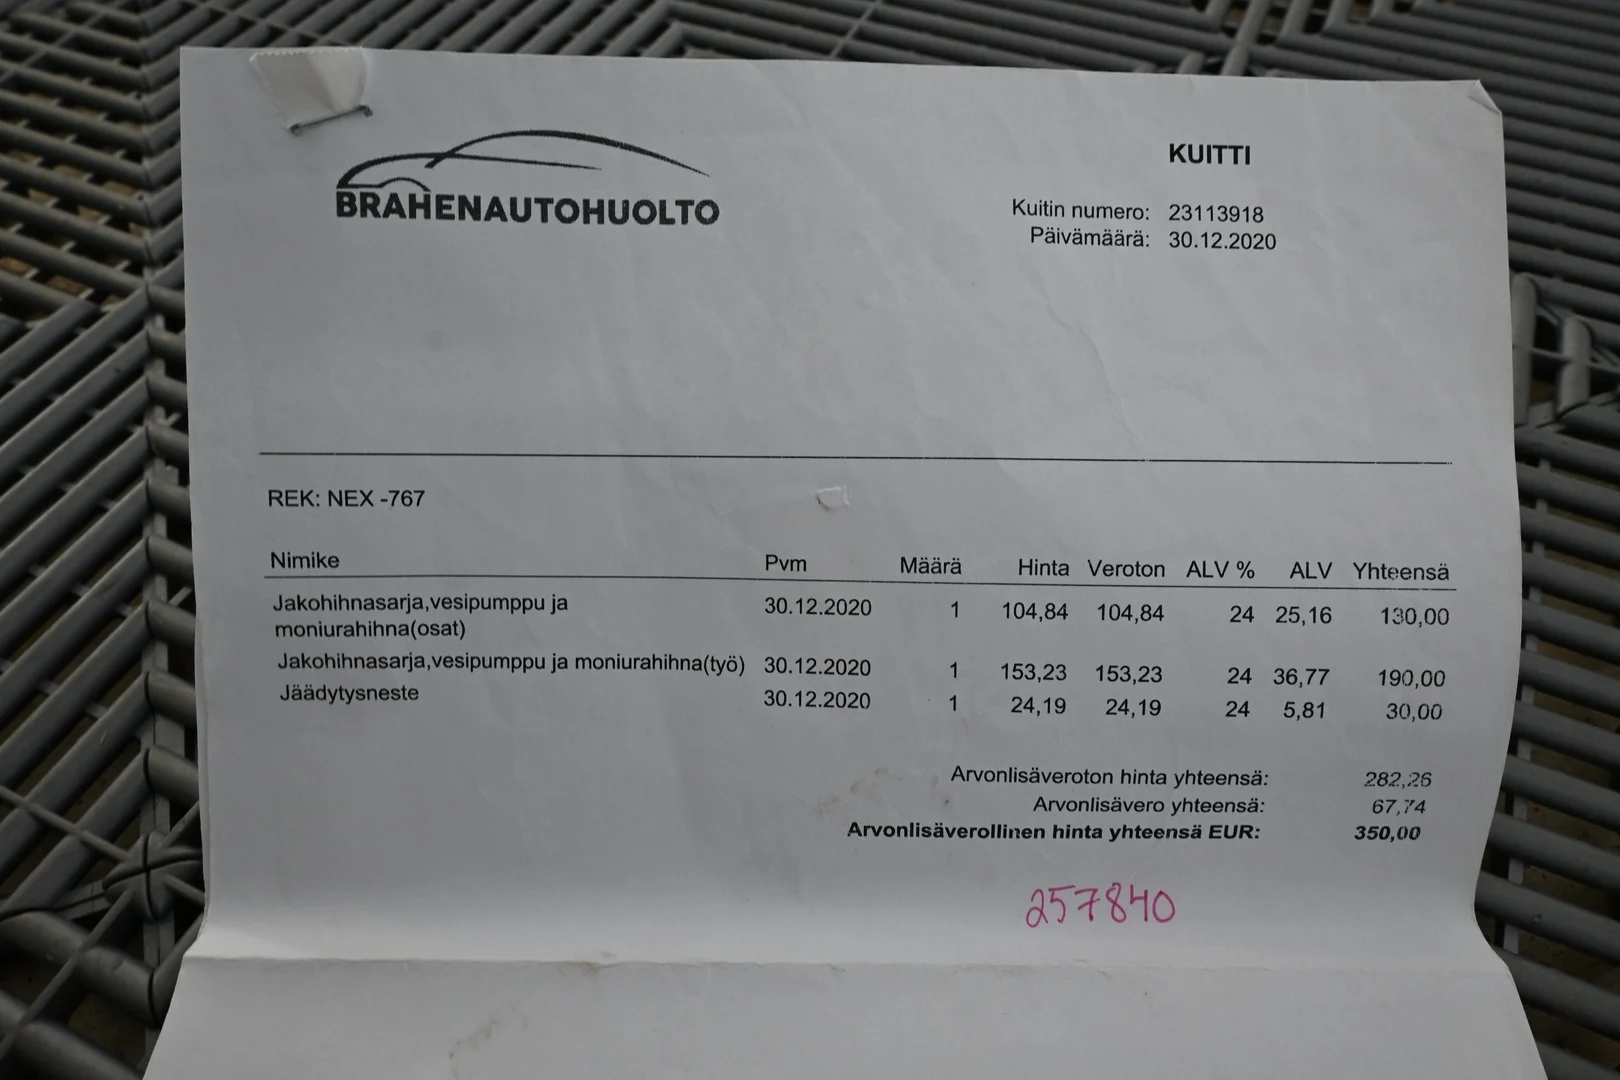 BRAHENAUTOHUOLTO
KUITTI
Kuitin numero: 23113918
Päivämäärä: 30.12.2020
REK: NEX -767
Nimike Pvm Määrä Hinta Veroton ALV % ALV Yhteensä
Jakohihnasarja,vesipumppu ja 30.12.2020 1 104,84 104,84 24 25,16 130,00
moniurahihna(osat)
Jakohihnasarja,vesipumppu ja moniurahihna(työ) 30.12.2020 1 153,23 153,23 24 36,77 190,00
Jäädytysneste 30.12.2020 1 24,19 24,19 24 5,81 30,00
Arvonlisäveroton hinta yhteensä: 282,26
Arvonlisävero yhteensä: 67,74
Arvonlisäverollinen hinta yhteensä EUR: 350,00
257840